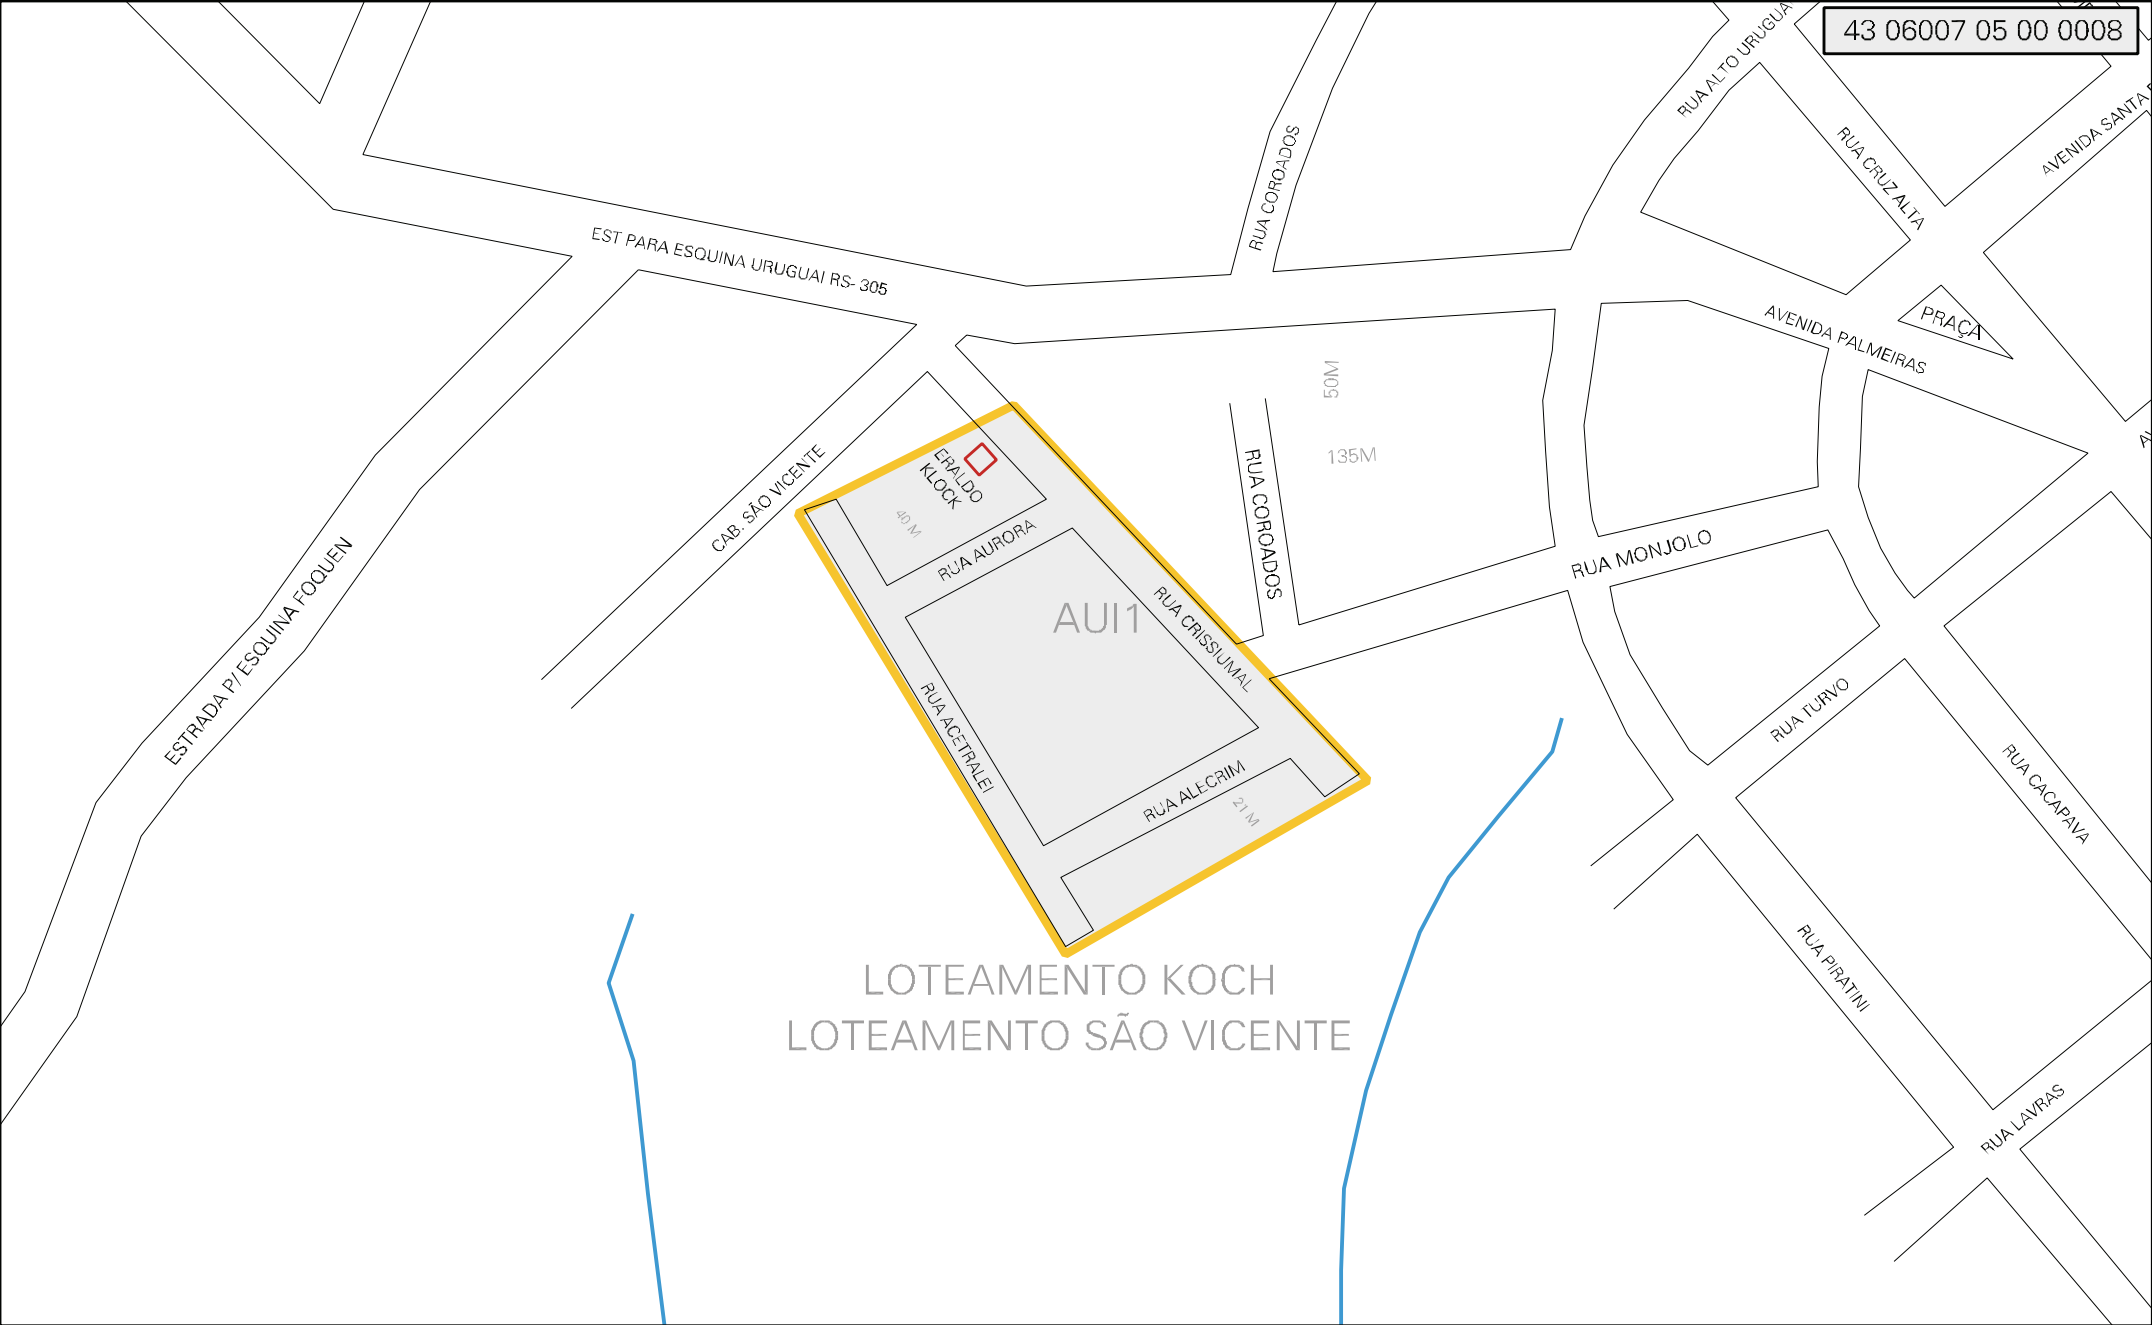 43 06007 05 00 0008
RUA ALTO URUGUA
RUA CRUZ ALTA
AVENIDA SANTA
RUA COROADOS
EST PARA ESQUINA URUGUAI RS- 305
PRAÇA
AVENIDA PALMEIRAS
50M
135M
CAB. SÃO VICENTE
ERALDO
KLOCK
40 M
RUA AURORA
RUA COROADOS
RUA MONJOLO
ESTRADA P/ ESQUINA FOQUEN
AUI1
RUA CRISSIUMAL
RUA ACETRALEI
RUA ALECRIM
21 M
RUA TURVO
RUA CACAPAVA
RUA PIRATINI
LOTEAMENTO KOCH
LOTEAMENTO SÃO VICENTE
RUA LAVRAS